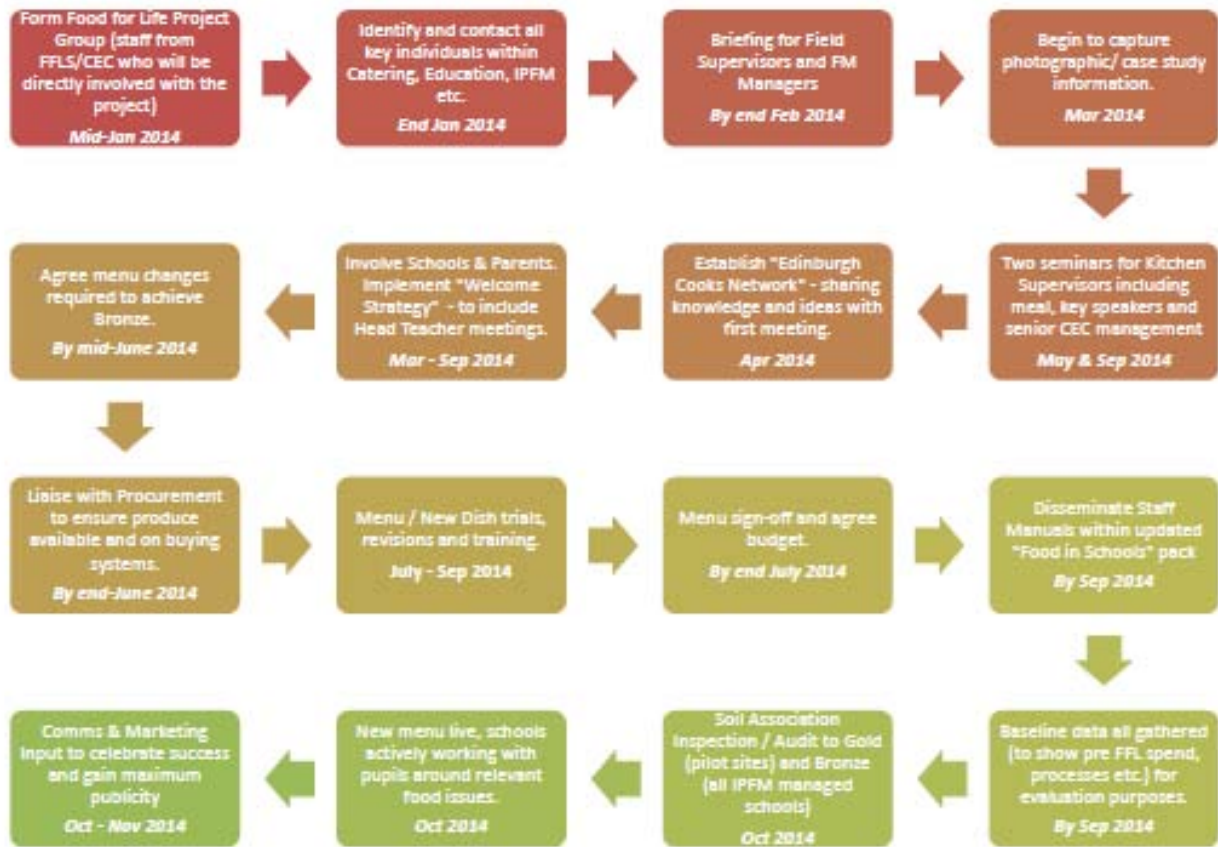 Form Food for Life Project
Group (staff from
FFLS/CEC who will be
directly involved with the
project)
Mid-Jan 2014
Identify and contact all
key individuals within
Catering, Education, IPFM
etc.
End Jan 2014
Briefing for Field
Supervisors and FM
Managers
By end Feb 2014
Begin to capture
photographic/ case study
information.
Mar 2014
Two seminars for Kitchen
Supervisors including
meal, key speakers and
senior CEC management
May & Sep 2014
Establish "Edinburgh
Cooks Network" - sharing
knowledge and ideas with
first meeting.
Apr 2014
Involve Schools & Parents.
Implement "Welcome
Strategy" - to include
Head Teacher meetings.
Mar - Sep 2014
Agree menu changes
required to achieve
Bronze.
By mid-June 2014
Liaise with Procurement
to ensure produce
available and on buying
systems.
By end-June 2014
Menu / New Dish trials,
revisions and training.
July - Sep 2014
Menu sign-off and agree
budget.
By end July 2014
Disseminate Staff
Manuals within updated
"Food in Schools" pack
By Sep 2014
Baseline data all gathered
(to show pre FFL spend,
processes etc.) for
evaluation purposes.
By Sep 2014
Soil Association
Inspection / Audit to Gold
(pilot sites) and Bronze
(all IPFM managed
schools)
Oct 2014
New menu live, schools
actively working with
pupils around relevant
food issues.
Oct 2014
Comms & Marketing
Input to celebrate success
and gain maximum
publicity
Oct - Nov 2014